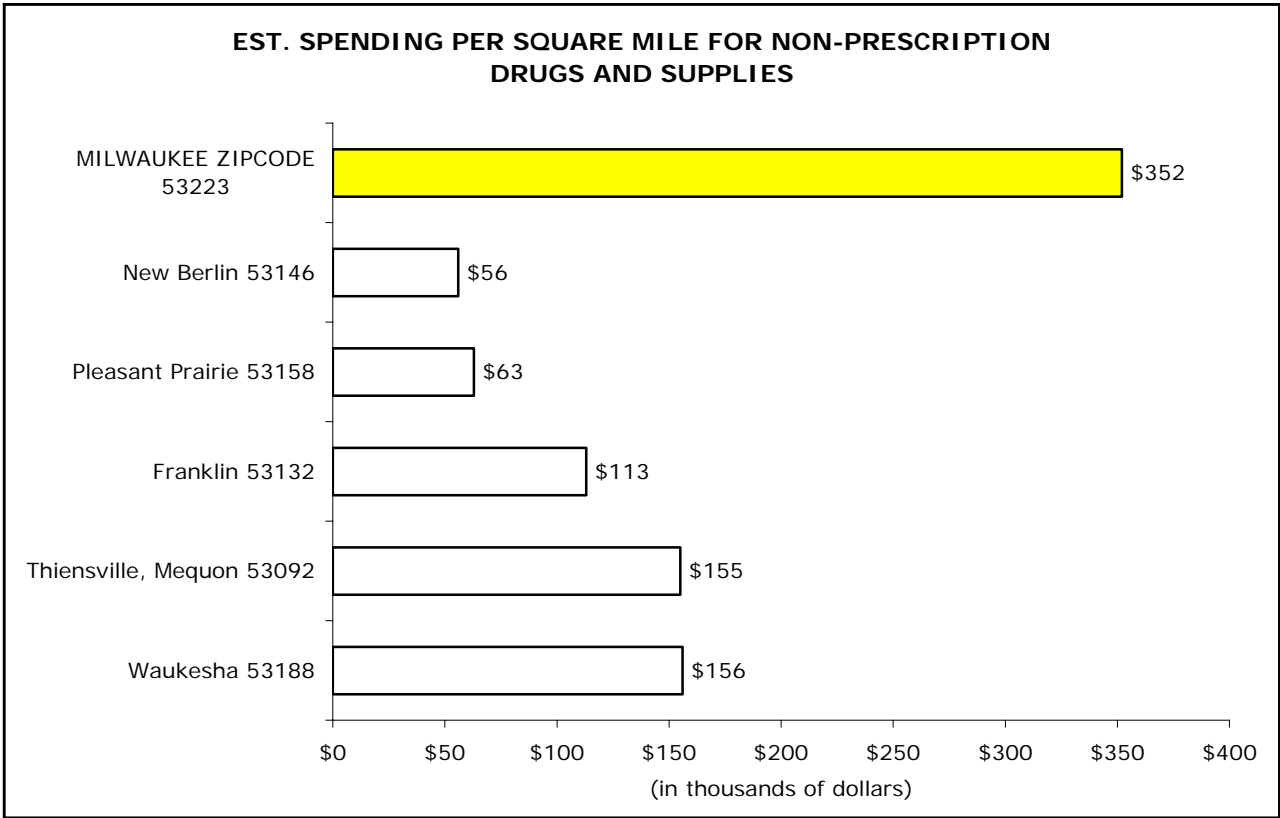 EST. SPENDING PER SQUARE MILE FOR NON-PRESCRIPTION
DRUGS AND SUPPLIES
MILWAUKEE ZIPCODE
53223
$352
New Berlin 53146
$56
Pleasant Prairie 53158
$63
Franklin 53132
$113
Thiensville, Mequon 53092
$155
Waukesha 53188
$156
$0 $50 $100 $150 $200 $250 $300 $350 $400
(in thousands of dollars)